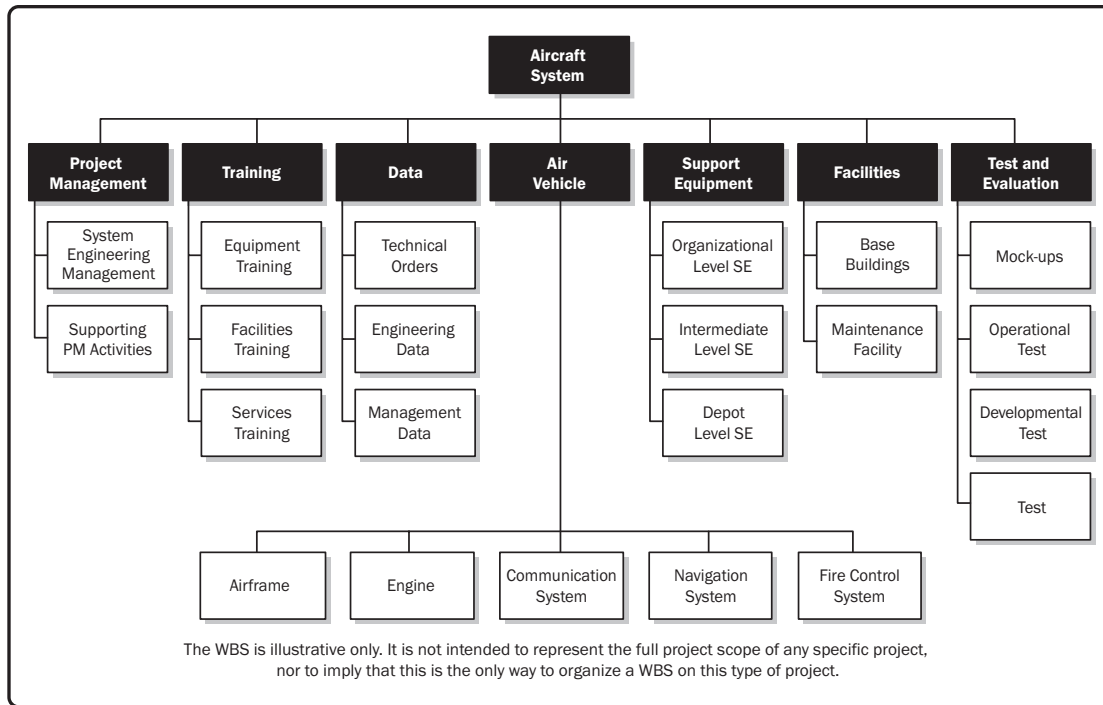 Aircraft
System
Project
Management
Training
Data
Air
Vehicle
Support
Equipment
Facilities
Test and
Evaluation
System
Engineering
Management
Supporting
PM Activities
Equipment
Training
Facilities
Training
Services
Training
Technical
Orders
Engineering
Data
Management
Data
Organizational
Level SE
Intermediate
Level SE
Depot
Level SE
Base
Buildings
Maintenance
Facility
Mock-ups
Operational
Test
Developmental
Test
Test
Airframe
Engine
Communication
System
Navigation
System
Fire Control
System
The WBS is illustrative only. It is not intended to represent the full project scope of any specific project,
nor to imply that this is the only way to organize a WBS on this type of project.